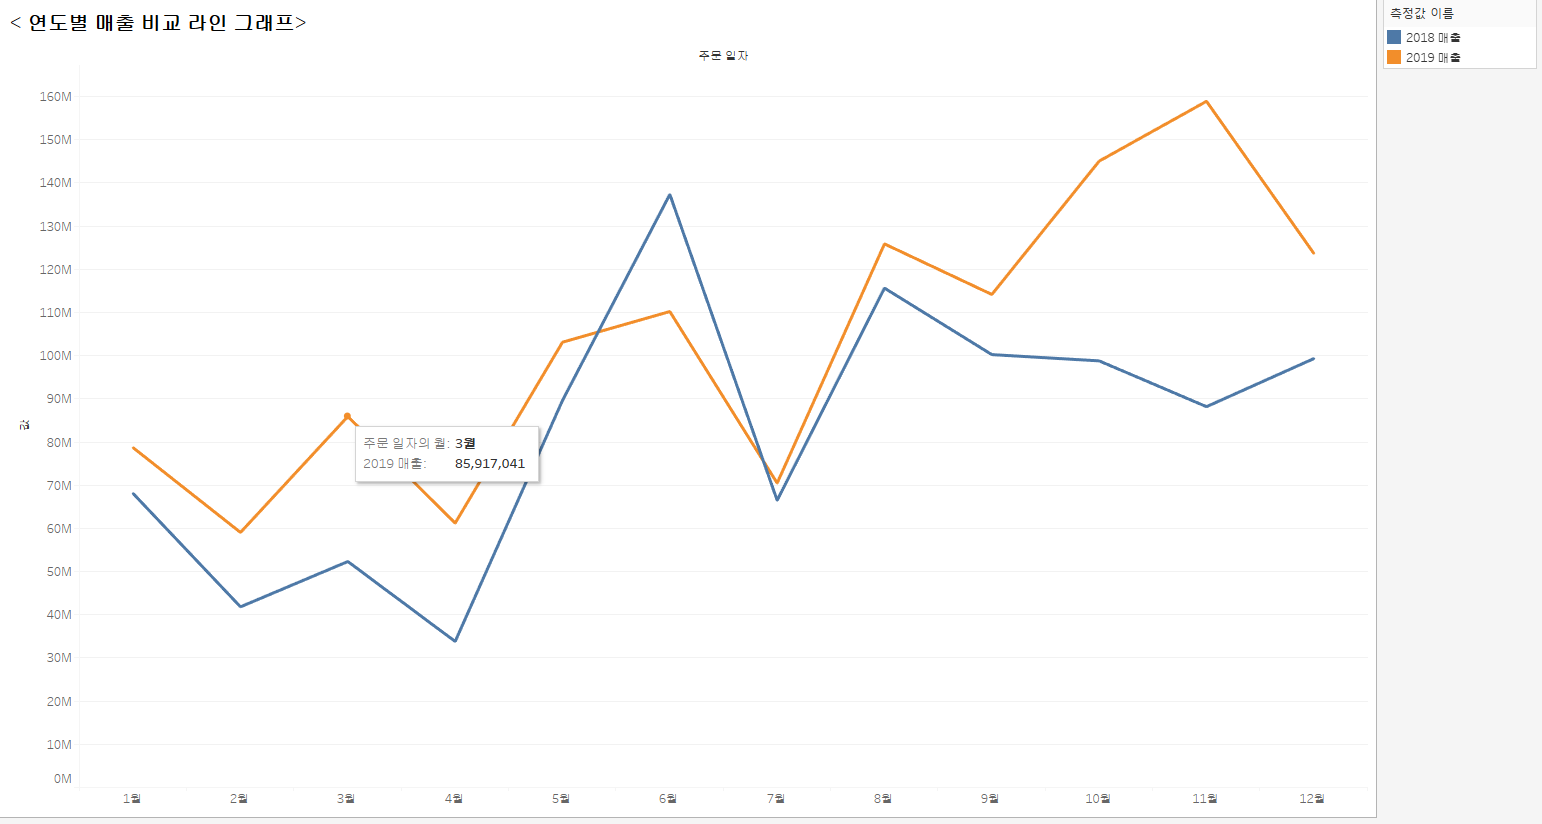 < 연도별 매출 비교 라인 그래프>
주문 일자
측정값 이름
2018 매출
2019 매출
160M
150M
140M
130M
120M
110M
100M
90M
80M
70M
60M
50M
40M
30M
20M
10M
0M
값
주문 일자의 월: 3월
2019 매출: 85,917,041
1월 2월 3월 4월 5월 6월 7월 8월 9월 10월 11월 12월